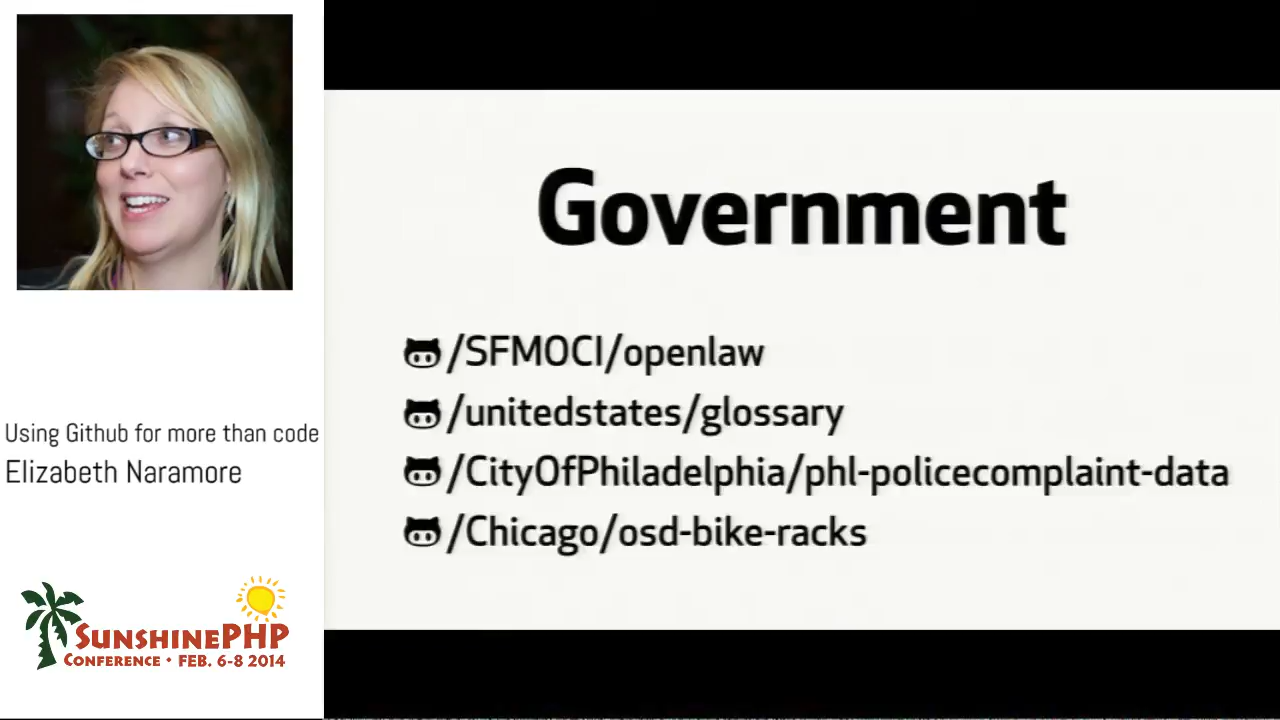 Government
/SFMOCI/openlaw
/unitedstates/glossary
/CityOfPhiladelphia/phl-policecomplaint-data
/Chicago/osd-bike-racks
Using Github for more than code
Elizabeth Naramore
SUNSHINEPHP
CONFERENCE • FEB. 6-8 2014